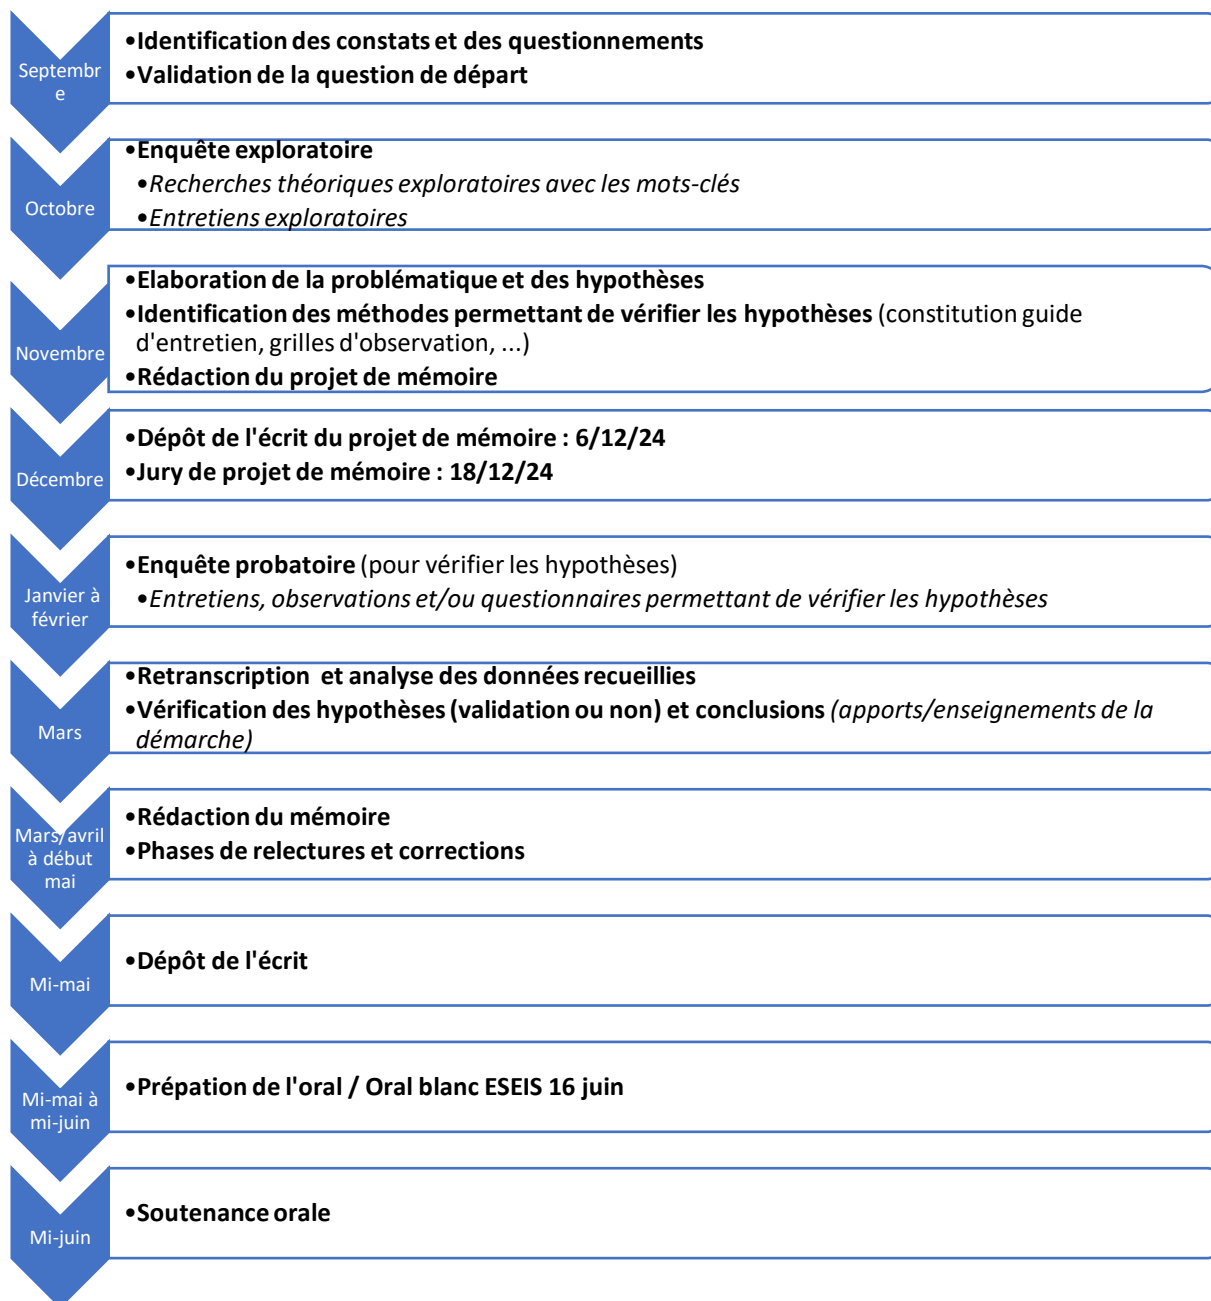 Septembr
e
•Identification des constats et des questionnements
•Validation de la question de départ
Octobre
•Enquête exploratoire
•Recherches théoriques exploratoires avec les mots-clés
•Entretiens exploratoires
Novembre
•Elaboration de la problématique et des hypothèses
•Identification des méthodes permettant de vérifier les hypothèses (constitution guide
d'entretien, grilles d'observation, ...)
•Rédaction du projet de mémoire
Décembre
•Dépôt de l'écrit du projet de mémoire : 6/12/24
•Jury de projet de mémoire : 18/12/24
Janvier à
février
•Enquête probatoire (pour vérifier les hypothèses)
•Entretiens, observations et/ou questionnaires permettant de vérifier les hypothèses
Mars
•Retranscription et analyse des données recueillies
•Vérification des hypothèses (validation ou non) et conclusions (apports/enseignements de la
démarche)
Mars/avril
à début
mai
•Rédaction du mémoire
•Phases de relectures et corrections
Mi-mai
•Dépôt de l'écrit
Mi-mai à
mi-juin
•Prépation de l'oral / Oral blanc ESEIS 16 juin
Mi-juin
•Soutenance orale